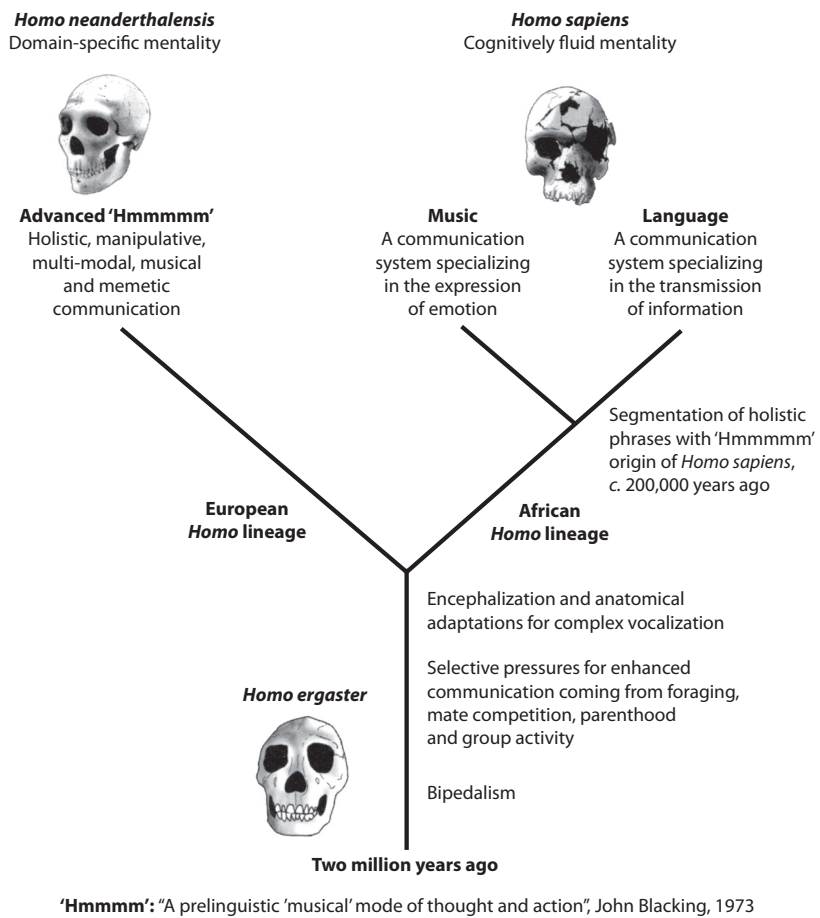 Homo neanderthalensis
Domain-specific mentality
Homo sapiens
Cognitively fluid mentality
Advanced ‘Hmmmmm’
Holistic, manipulative,
multi-modal, musical
and memetic
communication
Music
A communication
system specializing
in the expression
of emotion
Language
A communication
system specializing
in the transmission
of information
Segmentation of holistic
phrases with ‘Hmmmmm’
origin of Homo sapiens,
c. 200,000 years ago
European
Homo lineage
African
Homo lineage
Encephalization and anatomical
adaptations for complex vocalization
Selective pressures for enhanced
communication coming from foraging,
mate competition, parenthood
and group activity
Homo ergaster
Bipedalism
Two million years ago
‘Hmmmm’: “A prelinguistic ’musical’ mode of thought and action”, John Blacking, 1973